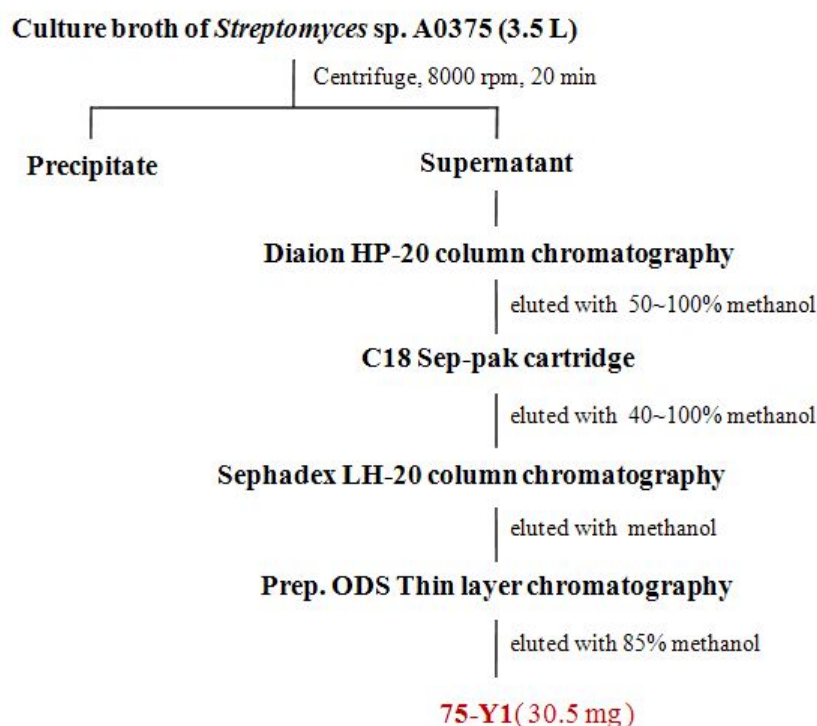 Culture broth of Streptomyces sp. A0375 (3.5 L)
Centrifuge, 8000 rpm, 20 min
Precipitate
Supernatant
Diaion HP-20 column chromatography
eluted with 50~100% methanol
C18 Sep-pak cartridge
eluted with 40~100% methanol
Sephadex LH-20 column chromatography
eluted with methanol
Prep. ODS Thin layer chromatography
eluted with 85% methanol
75-Y1( 30.5 mg)